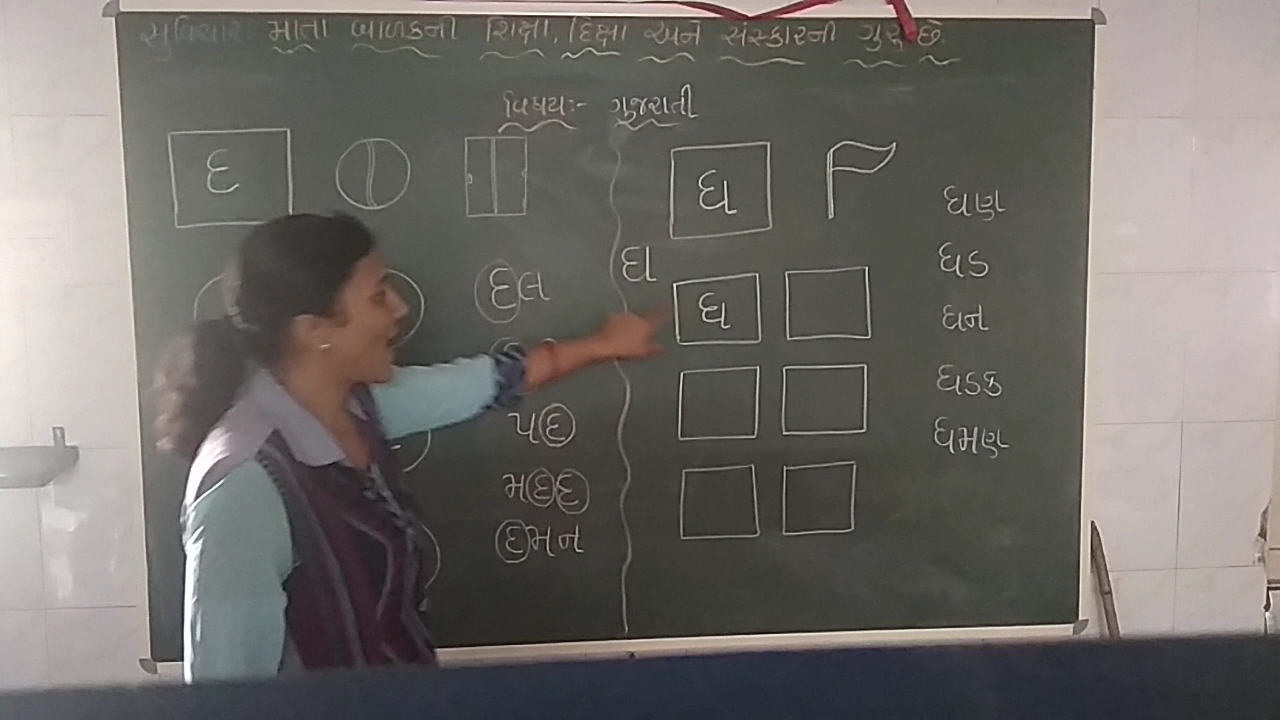 સુવિચાર: માતા બાળકની શિક્ષા, દિક્ષા અને સંસ્કારની ગુરુ છે.
વિષય:- ગુજરાતી
દ
દલ
પદ
મદદ
દમન
ધ
ધા
ધ
ધણ
ધડ
ધન
ધડક
ધમણ